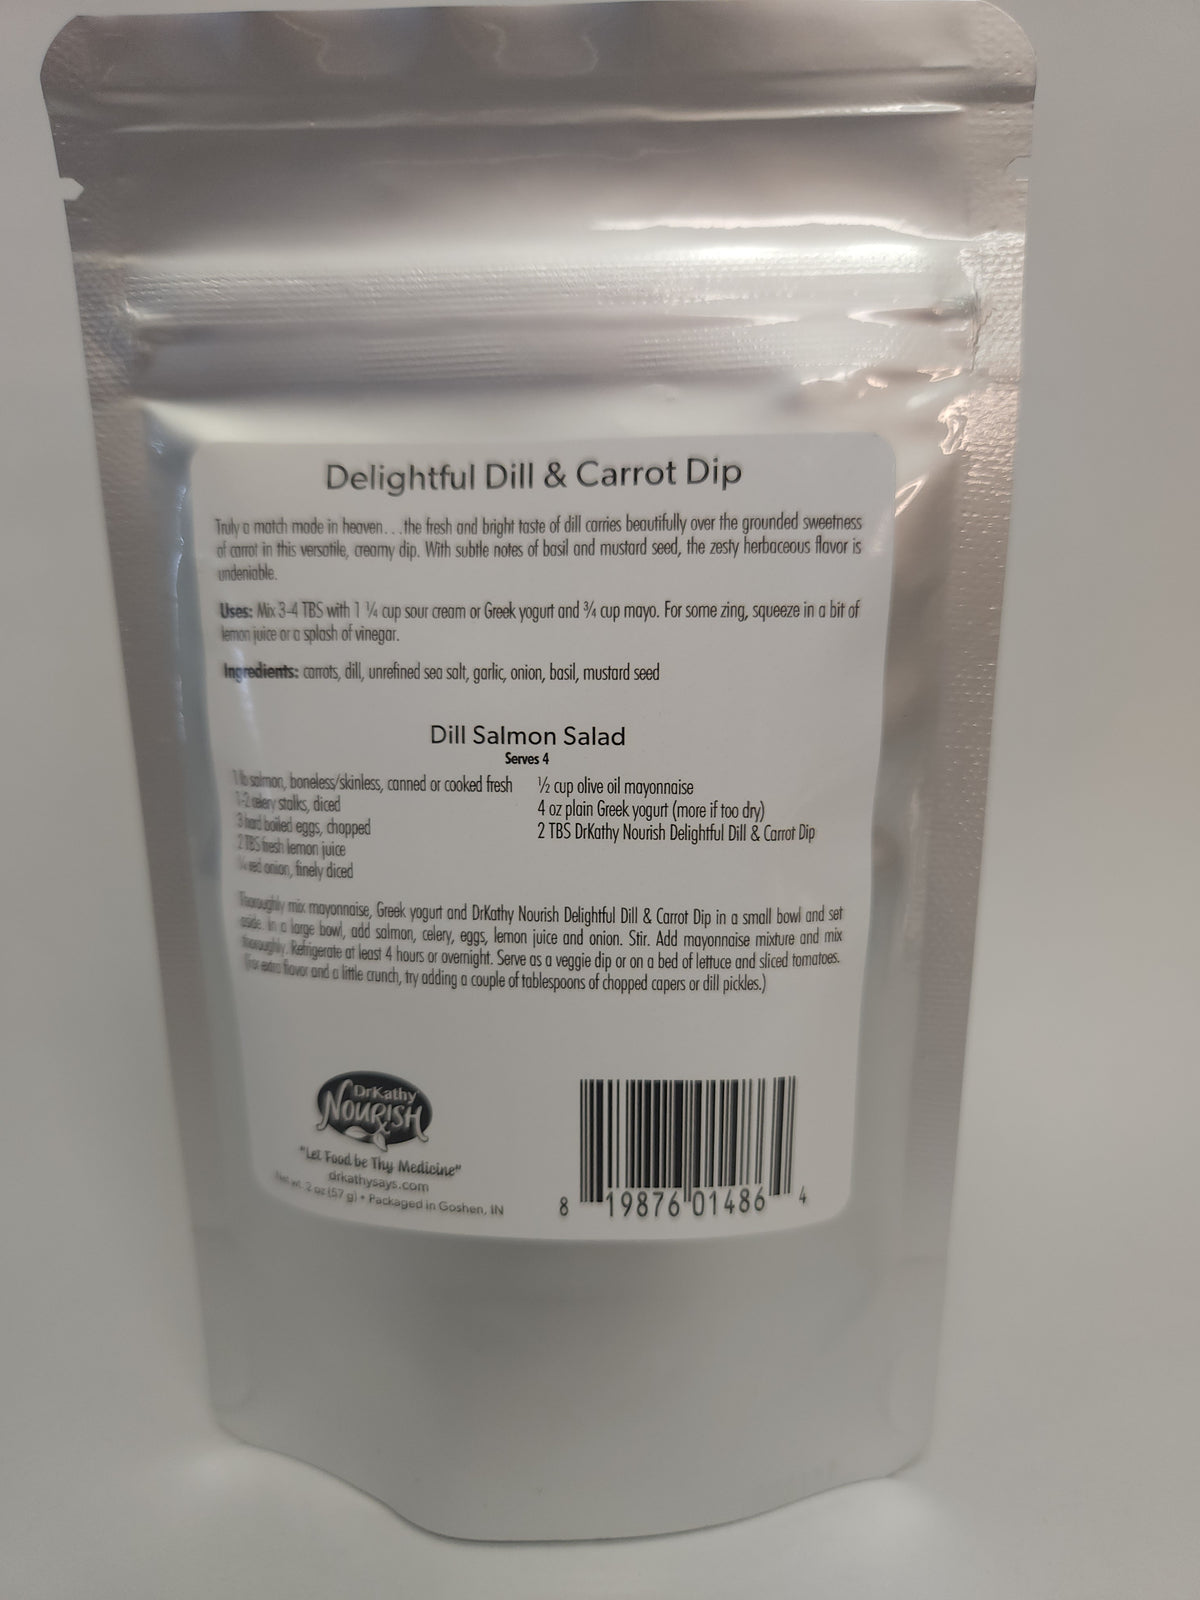 Delightful Dill & Carrot Dip
Truly a match made in heaven...the fresh and bright taste of dill carries beautifully over the grounded sweetness
of carrot in this versatile, creamy dip. With subtle notes of basil and mustard seed, the zesty herbaceous flavor is
undeniable.
Uses: Mix 3-4 TBS with 1 ¼ cup sour cream or Greek yogurt and ¾ cup mayo. For some zing, squeeze in a bit of
lemon juice or a splash of vinegar.
Ingredients: carrots, dill, unrefined sea salt, garlic, onion, basil, mustard seed
Dill Salmon Salad
Serves 4
1 lb salmon, boneless/skinless, canned or cooked fresh
1-2 celery stalks, diced
3 hard boiled eggs, chopped
2 TBS fresh lemon juice
red onion, finely diced
½ cup olive oil mayonnaise
4 oz plain Greek yogurt (more if too dry)
2 TBS DrKathy Nourish Delightful Dill & Carrot Dip
Thoroughly mix mayonnaise, Greek yogurt and DrKathy Nourish Delightful Dill & Carrot Dip in a small bowl and set
aside. In a large bowl, add salmon, celery, eggs, lemon juice and onion. Stir. Add mayonnaise mixture and mix
thoroughly. Refrigerate at least 4 hours or overnight. Serve as a veggie dip or on a bed of lettuce and sliced tomatoes.
(For extra flavor and a little crunch, try adding a couple of tablespoons of chopped capers or dill pickles.)
DrKathy
NOURISH
"Let Food be Thy Medicine"
drkathysays.com
Net wt. 2 oz (57 g) • Packaged in Goshen, IN
8 19876 01486 4